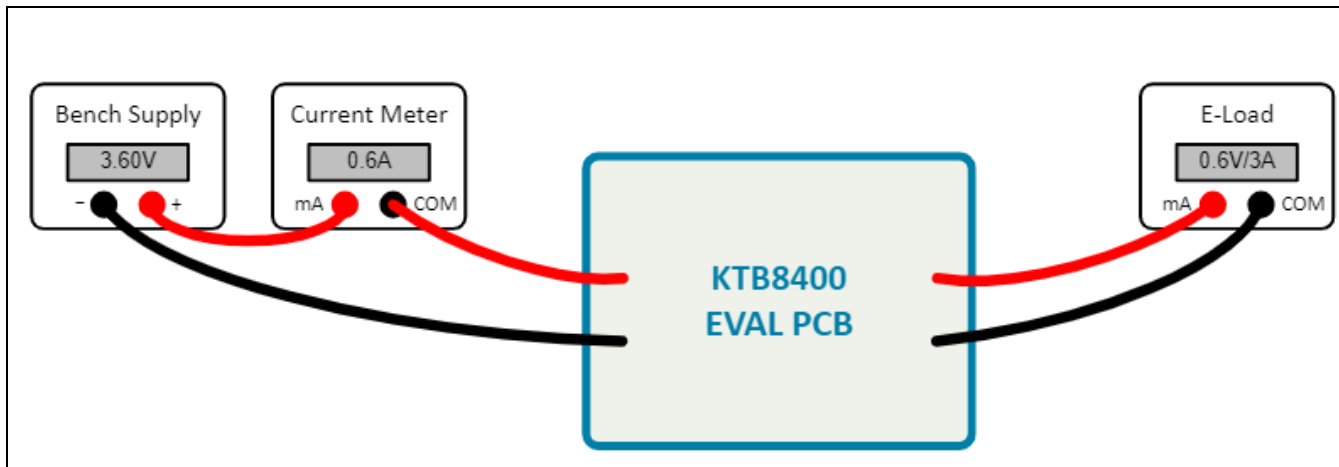 Bench Supply
3.60V
− +
Current Meter
0.6A
mA COM
KTB8400
EVAL PCB
E-Load
0.6V/3A
mA COM